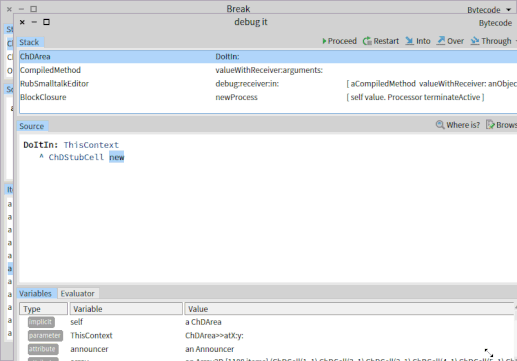 Break
Bytecode
debug it
Bytecode
Stack
Proceed Restart Into Over Through
ChDArea DoItIn:
CompiledMethod valueWithReceiver:arguments:
RubSmalltalkEditor debug:receiver:in: [ aCompiledMethod valueWithReceiver: anObjec
BlockClosure newProcess [ self value. Processor terminateActive ]
Source
Where is? Brows
DoItIn: ThisContext
^ ChDStubCell new
Variables Evaluator
Type Variable Value
implicit self a ChDArea
parameter ThisContext ChDArea>>atX:y:
attribute announcer an Announcer